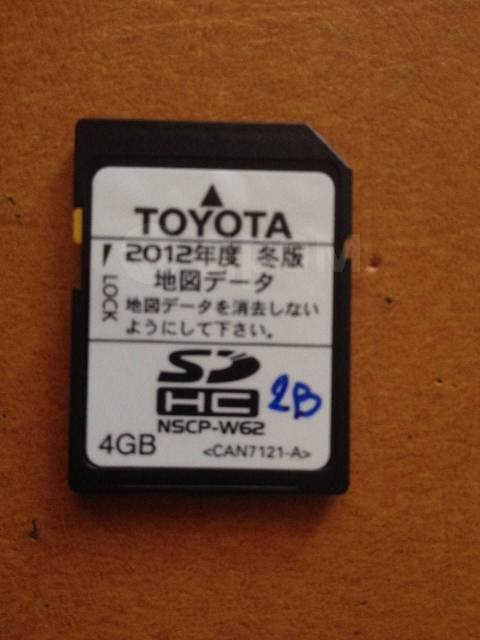 TOYOTA
2012年度 冬版
地図データ
LOCK
地図データを消去しない
ようにして下さい。
SD
HC
2B
NSCP-W62
4GB
<CAN7121-A>